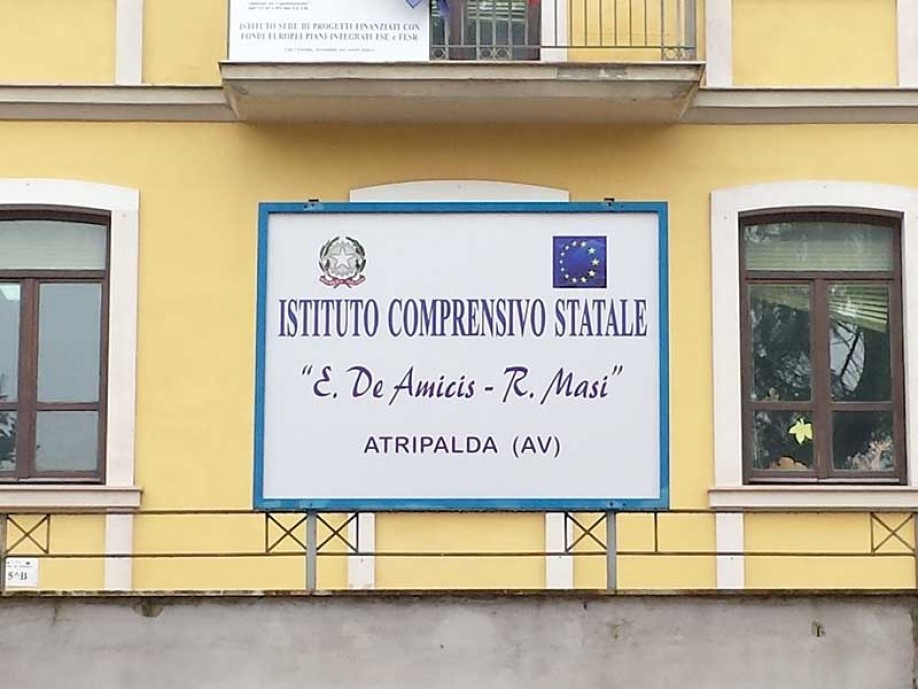 ISTITUTO SEDE DI PROGETTI FINANZIATI CON
FONDI EUROPEI PIANI INTEGRATI FSE e FESR
ISTITUTO COMPRENSIVO STATALE
"E. De Amicis - R. Masi"
ATRIPALDA (AV)
5^B